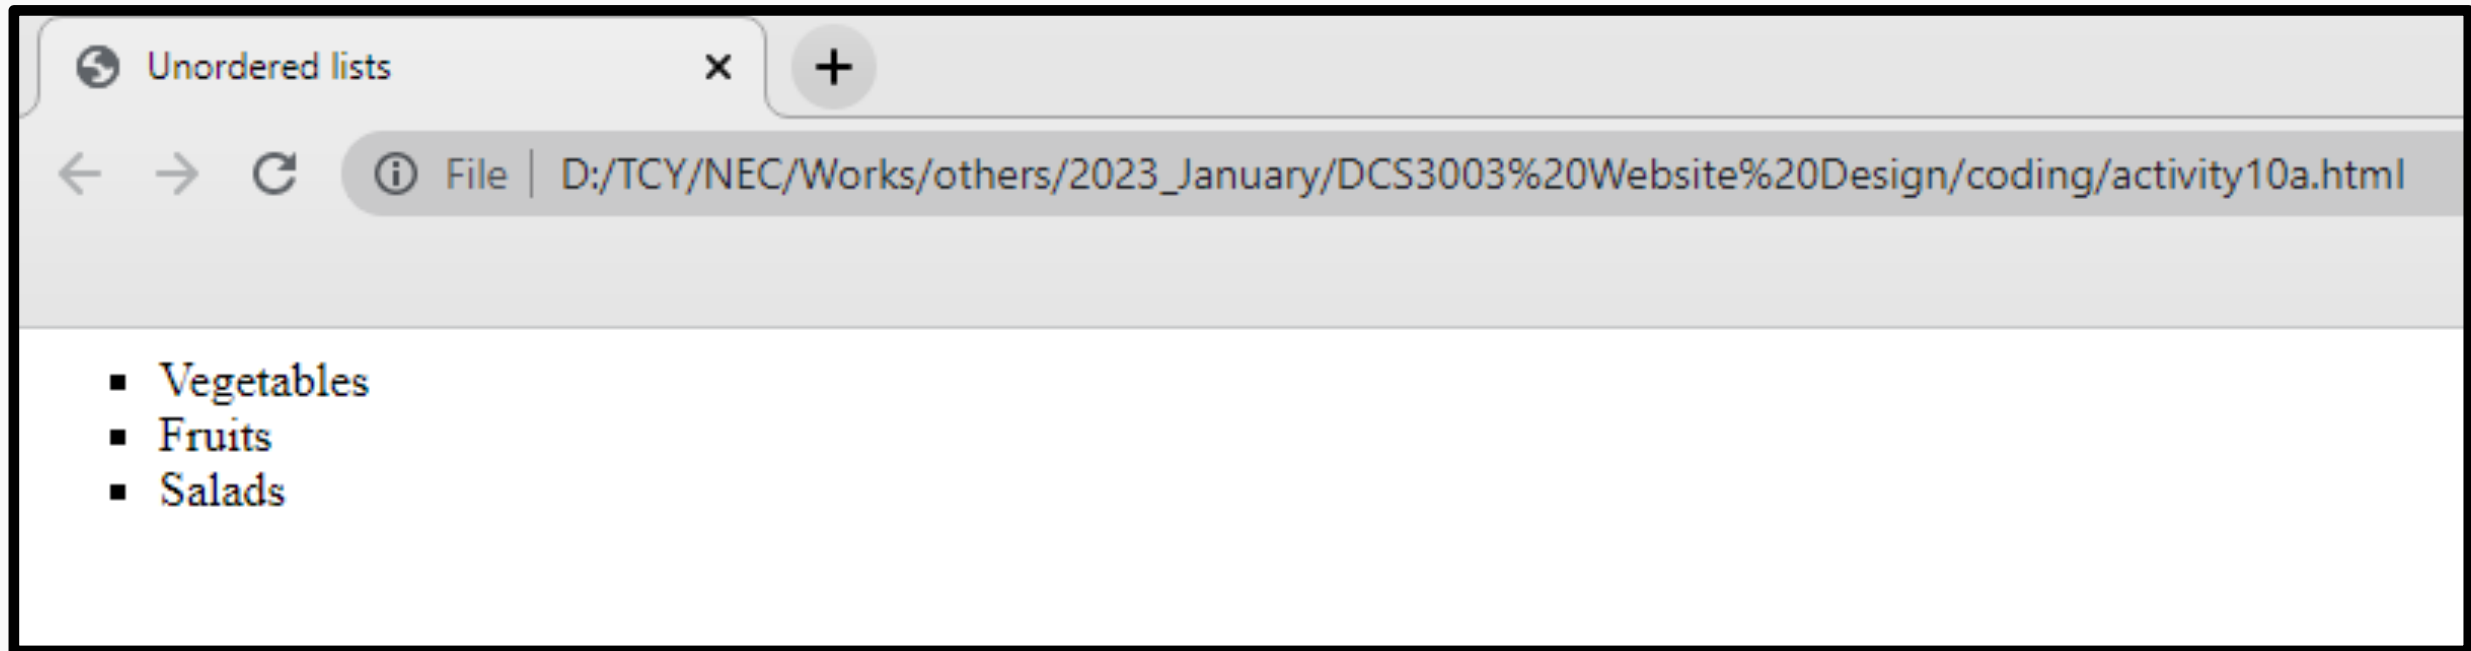 Unordered lists
File D:/TCY/NEC/Works/others/2023_January/DCS3003%20Website%20Design/coding/activity10a.html
Vegetables
Fruits
Salads